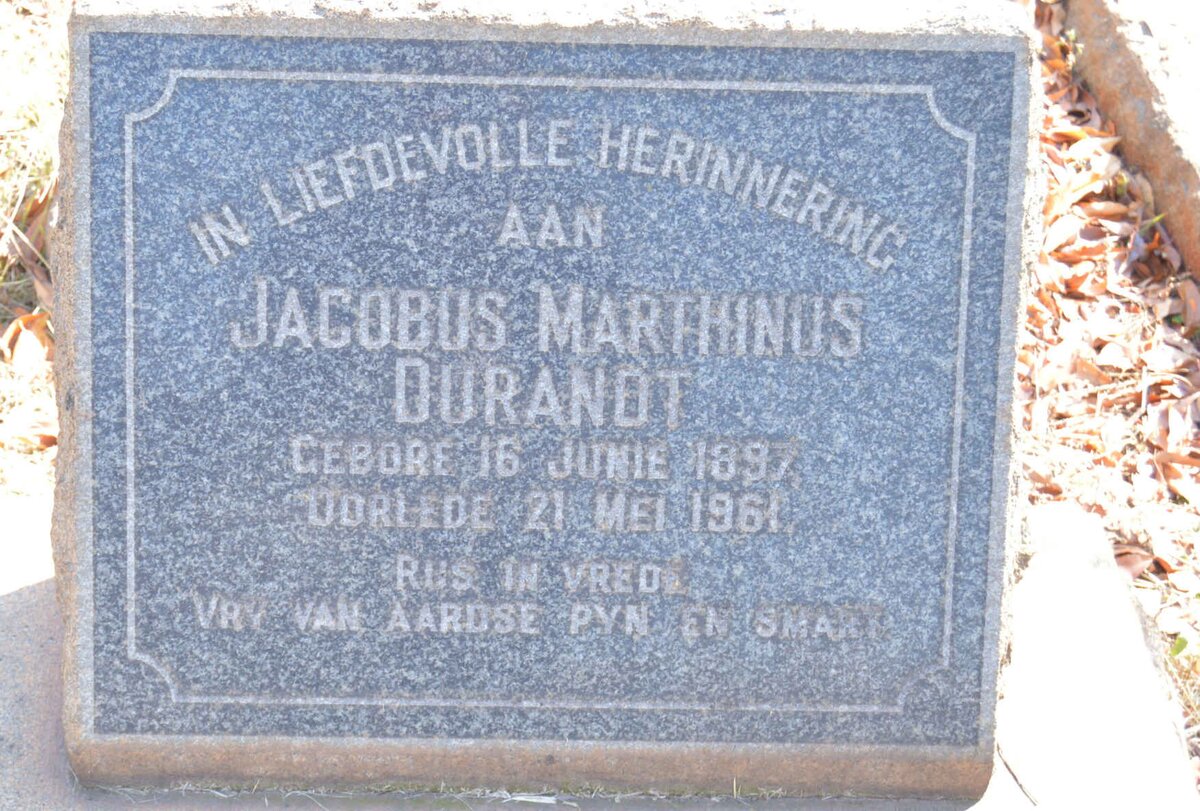 IN LIEFDEVOLLE HERINNERING
AAN
JACOBUS MARTHINUS
DURANDT
GEBORE 16 JUNIE 1897,
OORLEDE 21 MEI 1961.
RUS IN VREDE
VRY VAN AARDSE PYN EN SMART.